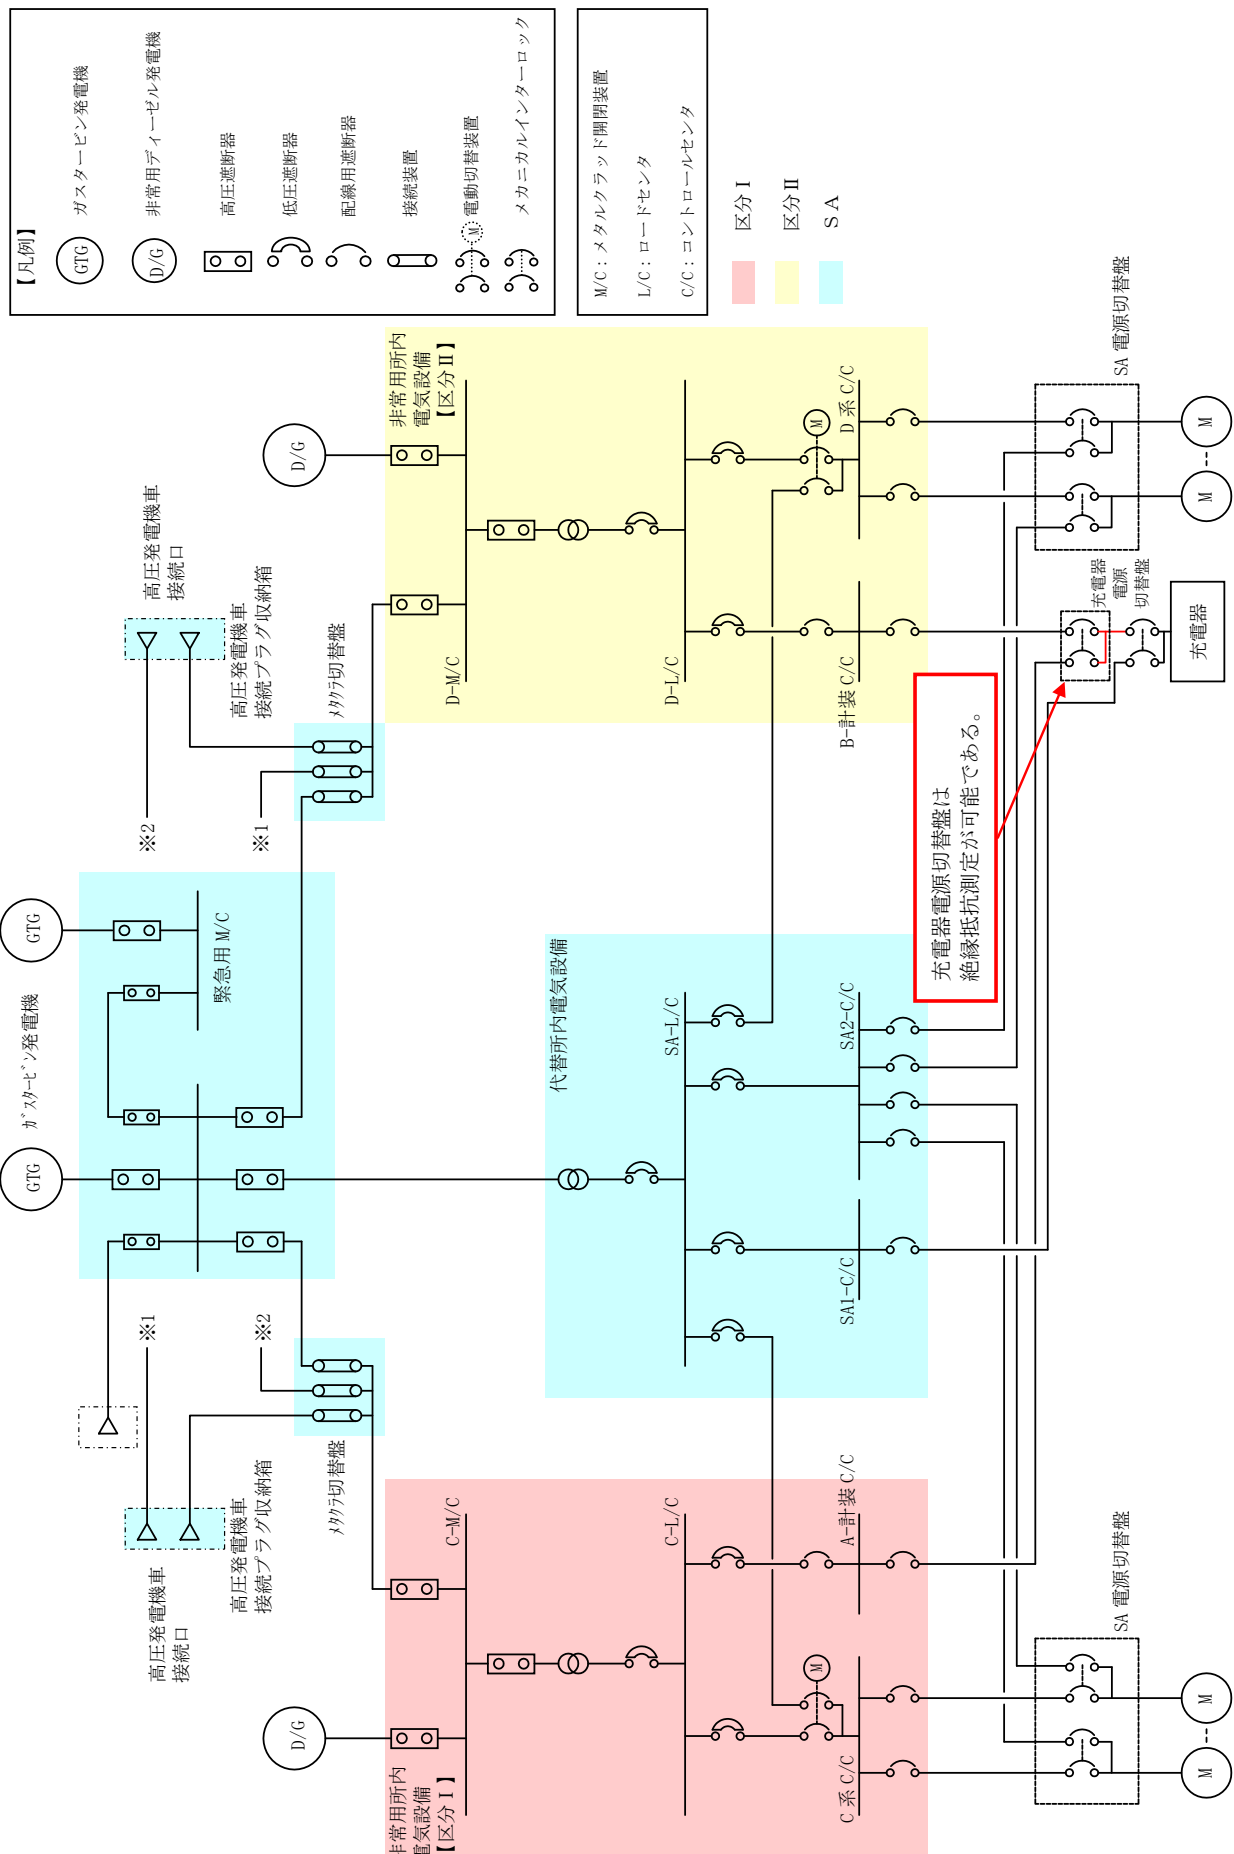 【凡例】
GTG
ガスタービン発電機
D/G
非常用ディーゼル発電機
高圧遮断器
低圧遮断器
配線用遮断器
接続装置
M
電動切替装置
メカニカルインターロック
M/C：メタルクラッド開閉装置
L/C：ロードセンタ
C/C：コントロールセンタ
区分Ⅰ
区分Ⅱ
ＳＡ
GTG
GTG
ｶﾞｽﾀｰﾋﾞﾝ発電機
緊急用 M/C
高圧発電機車
接続口
高圧発電機車
接続プラグ収納箱
※1
※2
ﾒﾀｸﾗ切替盤
高圧発電機車
接続口
高圧発電機車
接続プラグ収納箱
※2
※1
ﾒﾀｸﾗ切替盤
D/G
非常用所内
電気設備
【区分Ⅰ】
C-M/C
C-L/C
C 系 C/C
A-計装 C/C
M
代替所内電気設備
SA-L/C
SA1-C/C
SA2-C/C
D/G
非常用所内
電気設備
【区分Ⅱ】
D-M/C
D-L/C
B-計装 C/C
D 系 C/C
M
充電器電源切替盤は
絶縁抵抗測定が可能である。
SA 電源切替盤
M
M
充電器
電源
切替盤
充電器
SA 電源切替盤
M
M